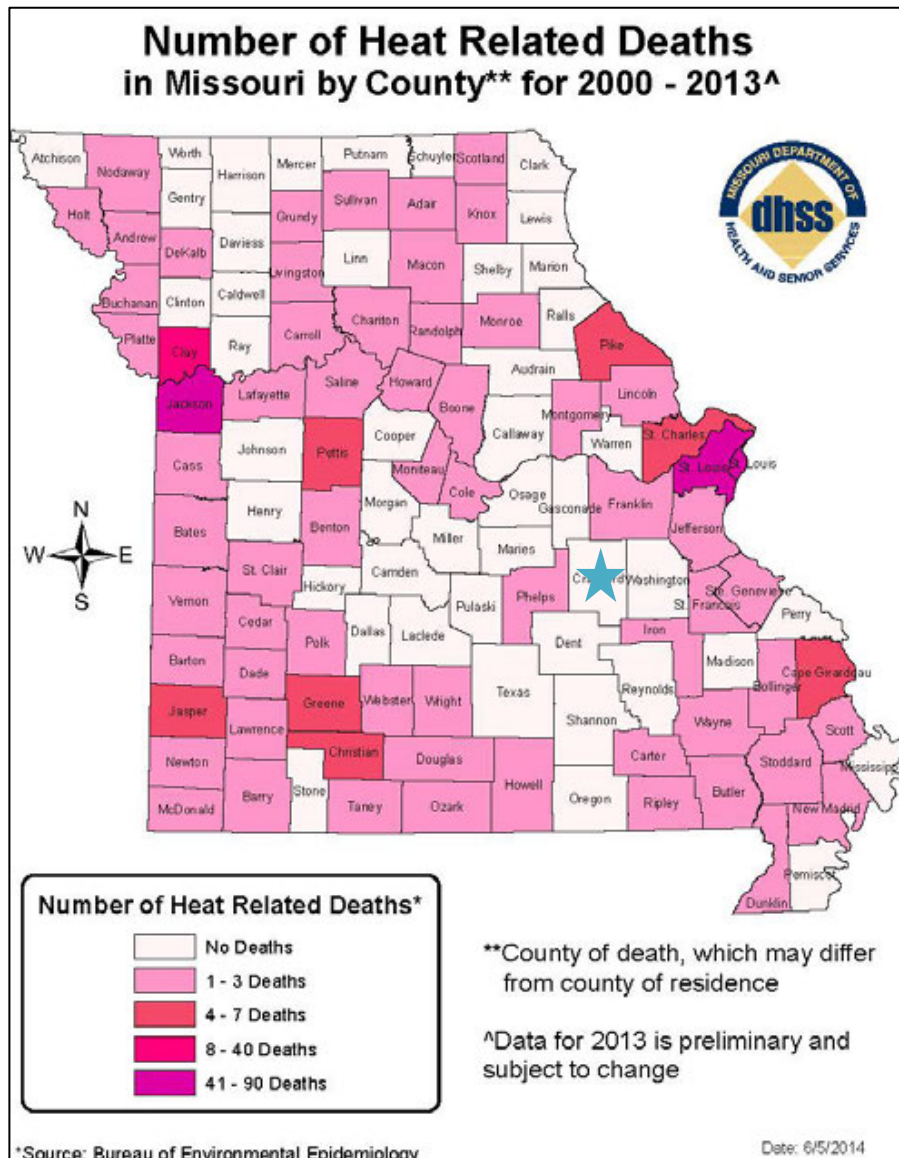 Number of Heat Related Deaths
in Missouri by County** for 2000 - 2013^
MISSOURI DEPARTMENT OF
dhss
HEALTH AND SENIOR SERVICES
Atchison
Nodaway
Worth
Harrison
Mercer
Putnam
Schuyler
Scotland
Clark
Gentry
Holt
Andrew
DeKalb
Daviess
Grundy
Sullivan
Adair
Knox
Lewis
Livingston
Linn
Macon
Shelby
Marion
Buchanan
Clinton
Caldwell
Platte
Clay
Ray
Carroll
Chariton
Randolph
Monroe
Ralls
Pike
Audrain
Jackson
Lafayette
Saline
Howard
Boone
Callaway
Montgomery
Lincoln
Warren
St. Charles
St. Louis
St. Louis
Cass
Johnson
Pettis
Cooper
Moniteau
Cole
Osage
Gasconade
Franklin
Jefferson
Bates
Henry
Benton
Morgan
Miller
Maries
N
W
E
S
St. Clair
Hickory
Camden
Pulaski
Phelps
Washington
St. Francois
Ste. Genevieve
Perry
Vernon
Cedar
Polk
Dallas
Laclede
Dent
Iron
Madison
Bollinger
Cape Girardeau
Barton
Dade
Greene
Webster
Wright
Texas
Shannon
Reynolds
Wayne
Scott
Jasper
Lawrence
Christian
Douglas
Howell
Carter
Stoddard
Mississippi
Newton
McDonald
Barry
Stone
Taney
Ozark
Oregon
Ripley
Butler
New Madrid
Pemiscot
Dunklin
Number of Heat Related Deaths*
No Deaths
1 - 3 Deaths
4 - 7 Deaths
8 - 40 Deaths
41 - 90 Deaths
**County of death, which may differ
from county of residence
^Data for 2013 is preliminary and
subject to change
*Source: Bureau of Environmental Epidemiology
Date: 6/5/2014